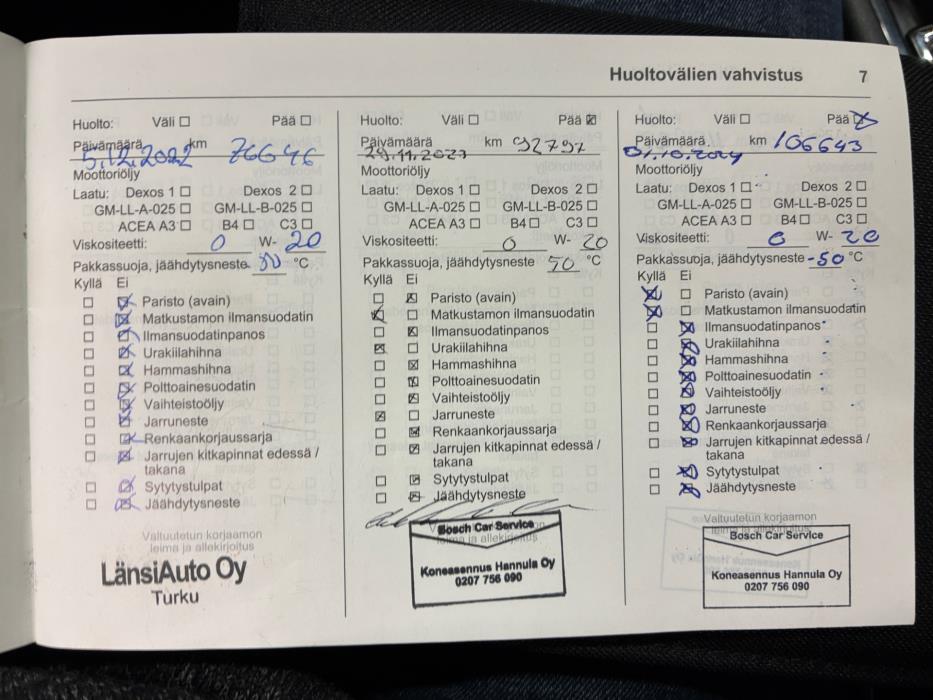 Huoltovälien vahvistus 7
Huolto: Väli ☐ Pää ☐
Päivämäärä 5.12.2022 km 76646
Moottoriöljy
Laatu: Dexos 1 ☐ Dexos 2 ☐
GM-LL-A-025 ☐ GM-LL-B-025 ☐
ACEA A3 ☐ B4 ☐ C3 ☐
Viskositeetti: 0 W- 20
Pakkassuoja, jäähdytysneste °C
Kyllä Ei
☐ ☒ Paristo (avain)
☐ ☒ Matkustamon ilmansuodatin
☐ ☒ Ilmansuodatinpanos
☐ ☒ Urakiilahihna
☐ ☒ Hammashihna
☐ ☒ Polttoainesuodatin
☐ ☒ Vaihteistoöljy
☐ ☒ Jarruneste
☐ ☒ Renkaankorjaussarja
☐ ☒ Jarrujen kitkapinnat edessä /
takana
☐ ☒ Sytytystulpat
☐ ☒ Jäähdytysneste
Valtuutetun korjaamon
leima ja allekirjoitus
LänsiAuto Oy
Turku
Huolto: Väli ☐ Pää ☒
Päivämäärä 29.11.2023 km 92797
Moottoriöljy
Laatu: Dexos 1 ☐ Dexos 2 ☐
GM-LL-A-025 ☐ GM-LL-B-025 ☐
ACEA A3 ☐ B4 ☐ C3 ☐
Viskositeetti: 0 W- 20
Pakkassuoja, jäähdytysneste 50 °C
Kyllä Ei
☐ ☒ Paristo (avain)
☒ ☐ Matkustamon ilmansuodatin
☐ ☒ Ilmansuodatinpanos
☒ ☐ Urakiilahihna
☐ ☒ Hammashihna
☐ ☒ Polttoainesuodatin
☐ ☒ Vaihteistoöljy
☒ ☐ Jarruneste
☐ ☒ Renkaankorjaussarja
☐ ☒ Jarrujen kitkapinnat edessä /
takana
☐ ☒ Sytytystulpat
☐ ☒ Jäähdytysneste
Bosch Car Service
ja allekirjoitus
Koneasennus Hannula Oy
0207 756 090
Huolto: Väli ☐ Pää ☒
Päivämäärä 01.10.2024 km 106643
Moottoriöljy
Laatu: Dexos 1 ☐ Dexos 2 ☐
GM-LL-A-025 ☐ GM-LL-B-025 ☐
ACEA A3 ☐ B4 ☐ C3 ☐
Viskositeetti: 0 W- 20
Pakkassuoja, jäähdytysneste -50 °C
Kyllä Ei
☒ ☐ Paristo (avain)
☒ ☐ Matkustamon ilmansuodatin
☐ ☒ Ilmansuodatinpanos
☐ ☒ Urakiilahihna
☐ ☒ Hammashihna
☐ ☒ Polttoainesuodatin
☐ ☒ Vaihteistoöljy
☐ ☒ Jarruneste
☐ ☒ Renkaankorjaussarja
☐ ☒ Jarrujen kitkapinnat edessä /
takana
☐ ☒ Sytytystulpat
☐ ☒ Jäähdytysneste
Valtuutetun korjaamon
leima ja allekirjoitus
Bosch Car Service
Koneasennus Hannula Oy
0207 756 090